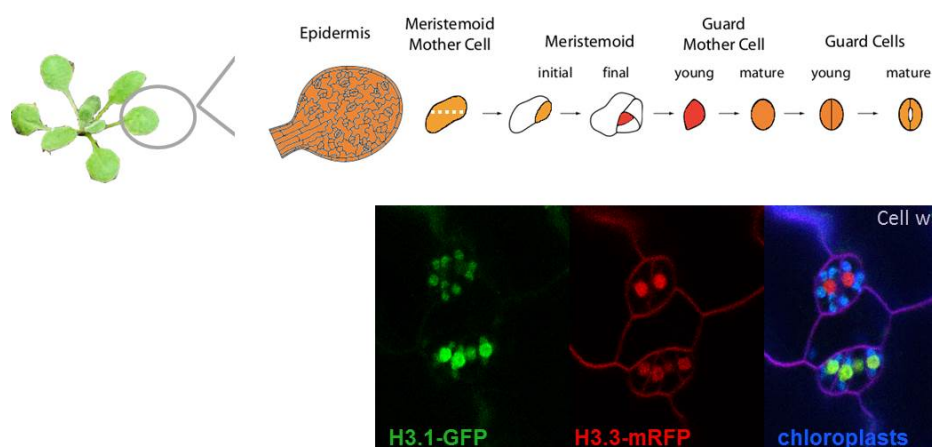 Epidermis
Meristemoid
Mother Cell
Meristemoid
initial
final
Guard
Mother Cell
young
mature
Guard Cells
young
mature
Cell w
H3.1-GFP
H3.3-mRFP
chloroplasts